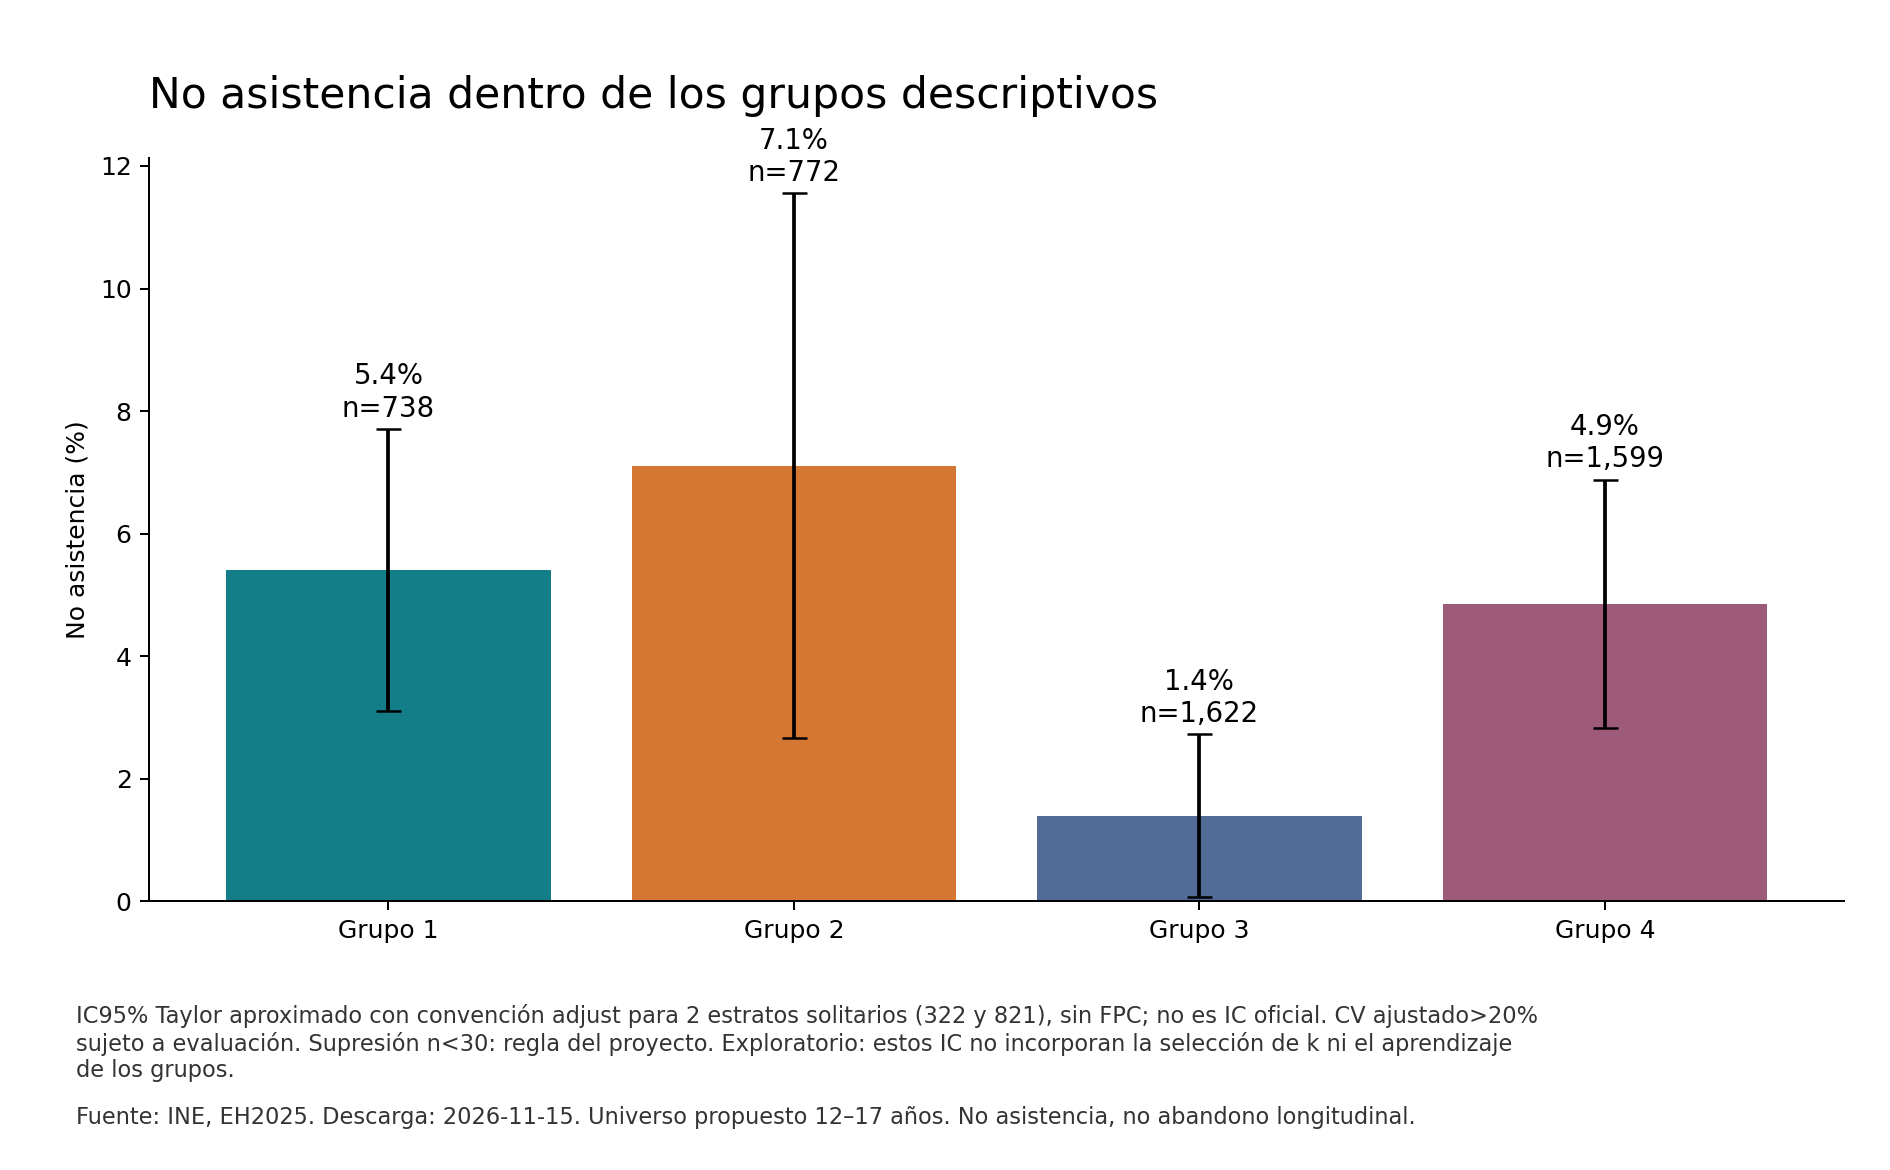 No asistencia dentro de los grupos descriptivos
7.1%
n=772
12
10
5.4%
n=738
8
4.9%
n=1,599
No asistencia (%)
6
4
1.4%
n=1,622
2
0
Grupo 1
Grupo 2
Grupo 3
Grupo 4
IC95% Taylor aproximado con convención adjust para 2 estratos solitarios (322 y 821), sin FPC; no es IC oficial. CV ajustado>20%
sujeto a evaluación. Supresión n<30: regla del proyecto. Exploratorio: estos IC no incorporan la selección de k ni el aprendizaje
de los grupos.
Fuente: INE, EH2025. Descarga: 2026-11-15. Universo propuesto 12–17 años. No asistencia, no abandono longitudinal.